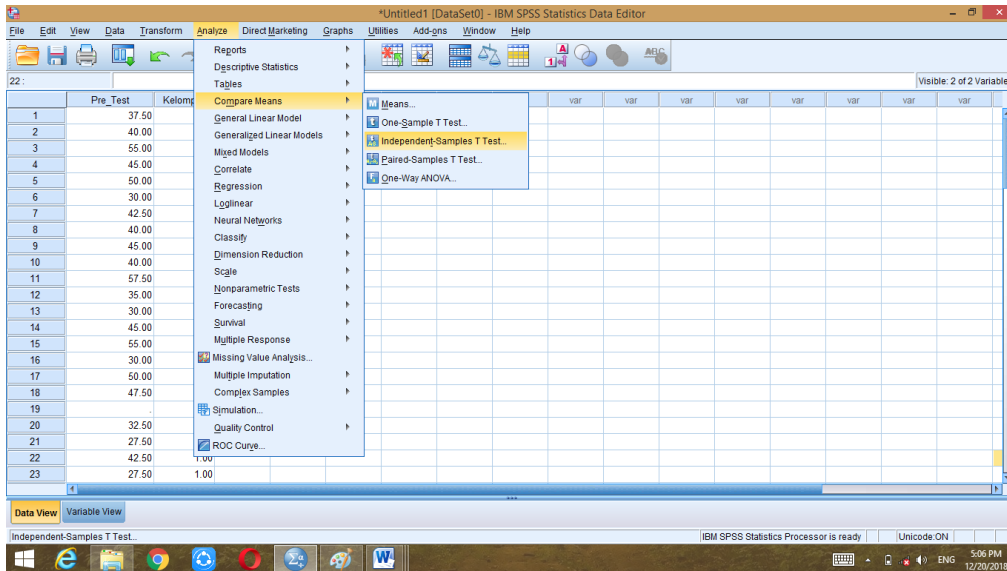 *Untitled1 [DataSet0] - IBM SPSS Statistics Data Editor
File Edit View Data Transform Analyze Direct Marketing Graphs Utilities Add-ons Window Help
22 :
Visible: 2 of 2 Variable
Pre_Test Kelomp var var var var var var var
1 37.50
2 40.00
3 55.00
4 45.00
5 50.00
6 30.00
7 42.50
8 40.00
9 45.00
10 40.00
11 57.50
12 35.00
13 30.00
14 45.00
15 55.00
16 30.00
17 50.00
18 47.50
19 .
20 32.50
21 27.50
22 42.50 1.00
23 27.50 1.00
Reports
Descriptive Statistics
Tables
Compare Means
General Linear Model
Generalized Linear Models
Mixed Models
Correlate
Regression
Loglinear
Neural Networks
Classify
Dimension Reduction
Scale
Nonparametric Tests
Forecasting
Survival
Multiple Response
Missing Value Analysis...
Multiple Imputation
Complex Samples
Simulation...
Quality Control
ROC Curve...
Means...
One-Sample T Test...
Independent-Samples T Test...
Paired-Samples T Test...
One-Way ANOVA...
Data View Variable View
Independent-Samples T Test...
IBM SPSS Statistics Processor is ready
Unicode:ON
ENG
5:06 PM
12/20/2018